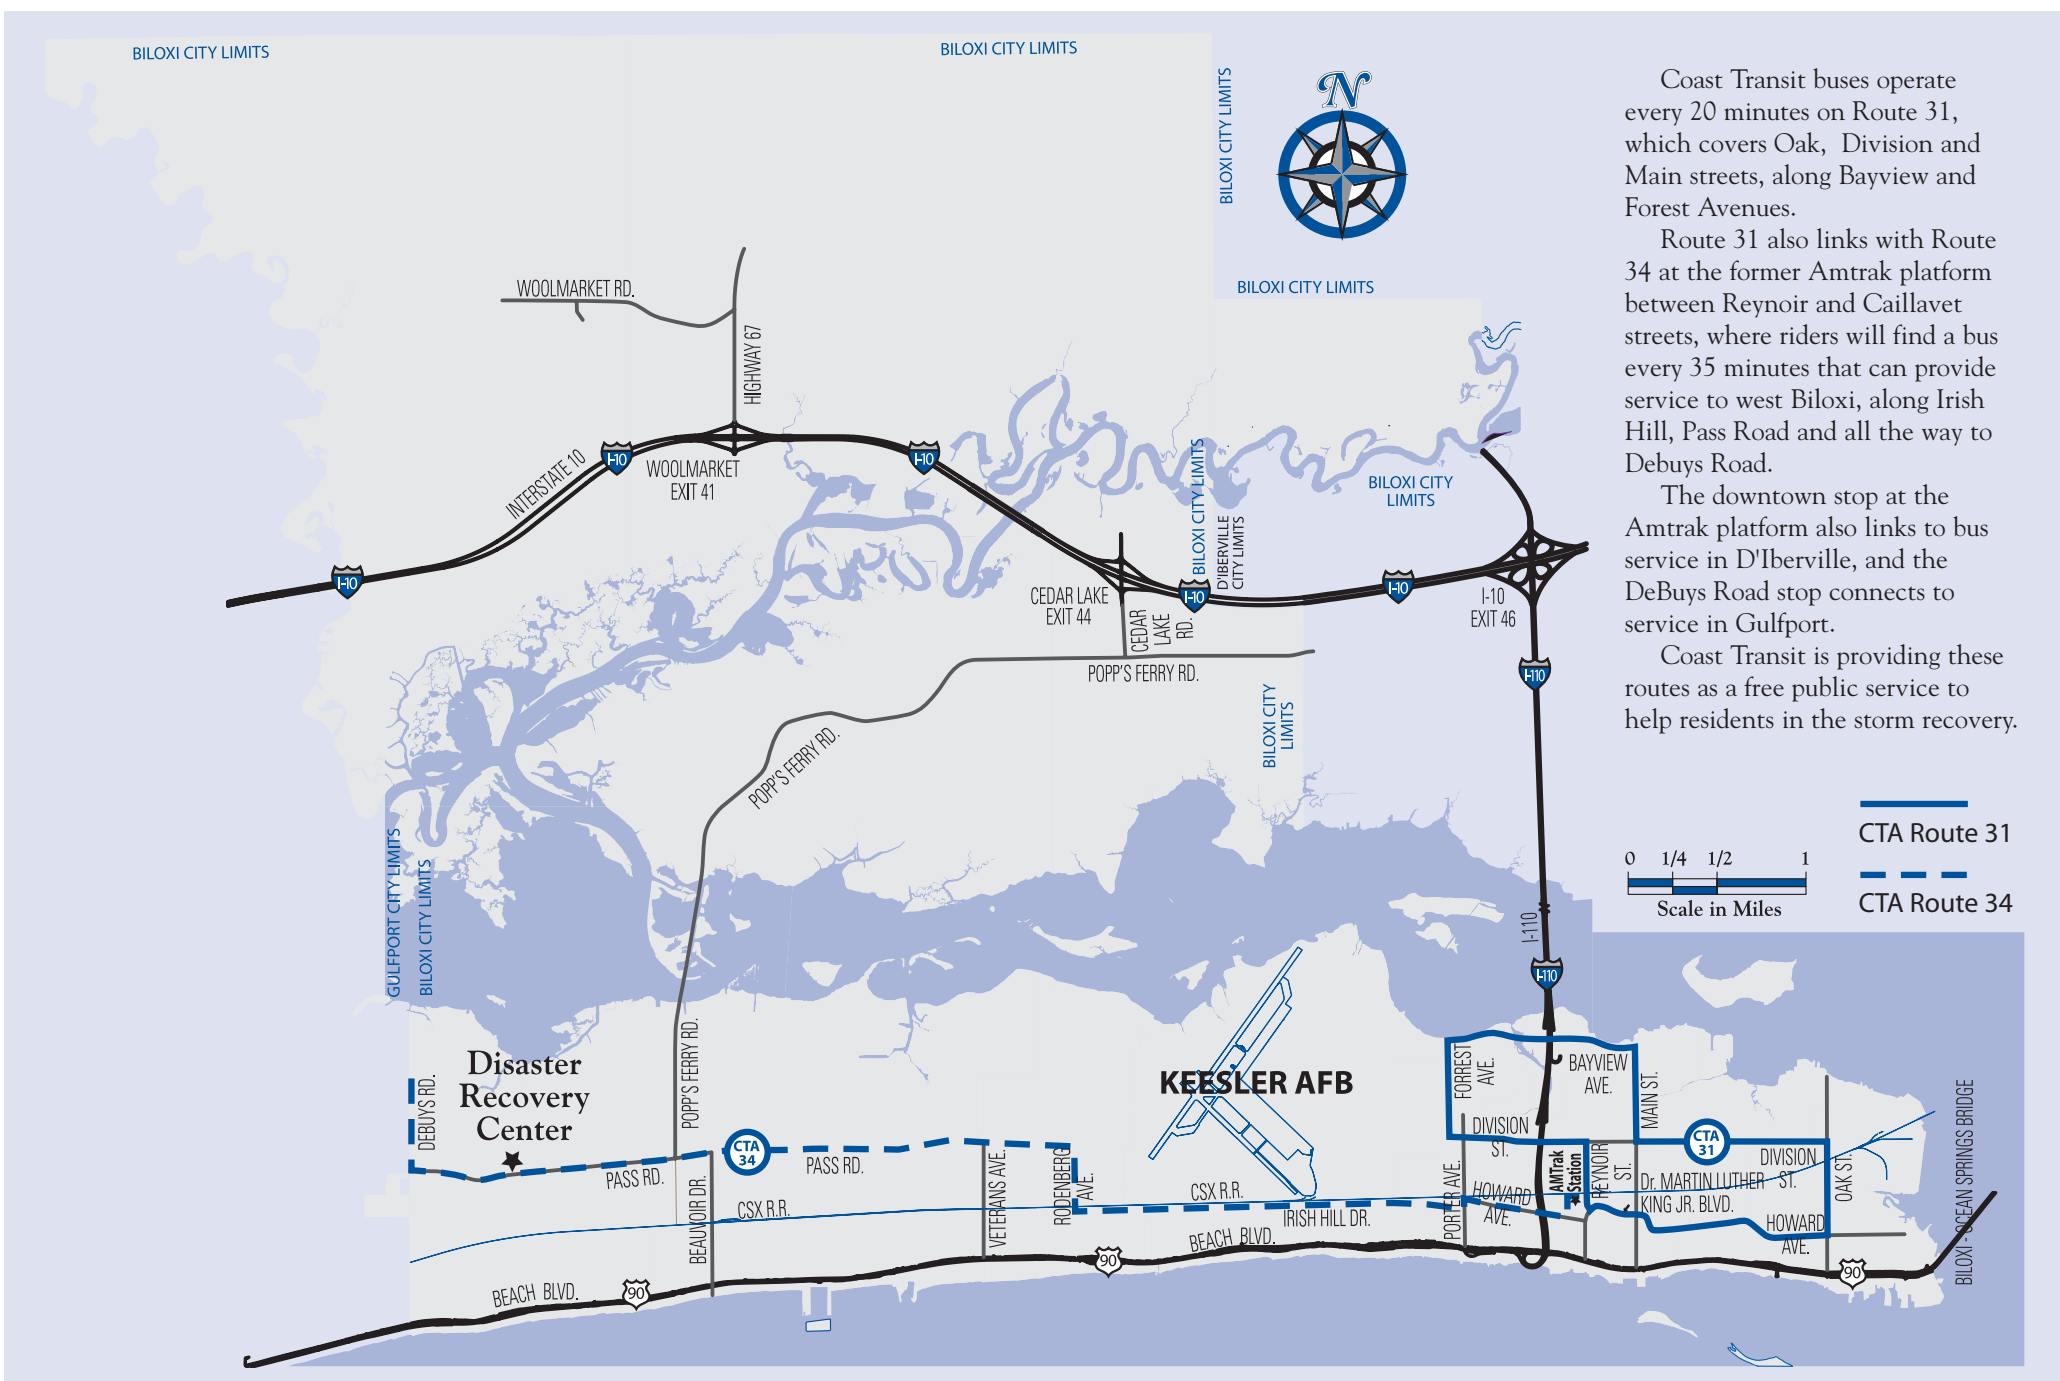 BILOXI CITY LIMITS
BILOXI CITY LIMITS
BILOXI CITY LIMITS
N
BILOXI CITY LIMITS
Coast Transit buses operate
every 20 minutes on Route 31,
which covers Oak, Division and
Main streets, along Bayview and
Forest Avenues.
Route 31 also links with Route
34 at the former Amtrak platform
between Reynoir and Caillavet
streets, where riders will find a bus
every 35 minutes that can provide
service to west Biloxi, along Irish
Hill, Pass Road and all the way to
Debuys Road.
The downtown stop at the
Amtrak platform also links to bus
service in D'Iberville, and the
DeBuys Road stop connects to
service in Gulfport.
Coast Transit is providing these
routes as a free public service to
help residents in the storm recovery.
CTA Route 31
CTA Route 34
0 1/4 1/2 1
Scale in Miles
WOOLMARKET RD.
HIGHWAY 67
INTERSTATE 10
I-10
I-10
I-10
I-10
I-10
WOOLMARKET
EXIT 41
BILOXI CITY LIMITS
D'IBERVILLE
CITY LIMITS
BILOXI CITY
LIMITS
CEDAR LAKE
EXIT 44
CEDAR
LAKE
RD.
I-10
EXIT 46
I-110
POPP'S FERRY RD.
POPP'S FERRY RD.
BILOXI CITY
LIMITS
GULFPORT CITY LIMITS
BILOXI CITY LIMITS
I-110
I-110
POPP'S FERRY RD.
Disaster
Recovery
Center
DEBUYS RD.
KEESLER AFB
FORREST
AVE.
BAYVIEW
AVE.
MAIN ST.
DIVISION
ST.
CTA
34
CTA
31
PASS RD.
PASS RD.
BEAUVOIR DR.
CSX R.R.
VETERANS AVE.
RODENBERG
AVE.
CSX R.R.
IRISH HILL DR.
PORTER AVE.
HOWARD
AVE.
AMTrak
Station
REYNOIR
ST.
Dr. MARTIN LUTHER
KING JR. BLVD.
DIVISION
ST.
OAK ST.
HOWARD
AVE.
BILOXI - OCEAN SPRINGS BRIDGE
BEACH BLVD.
90
90
BEACH BLVD.
90